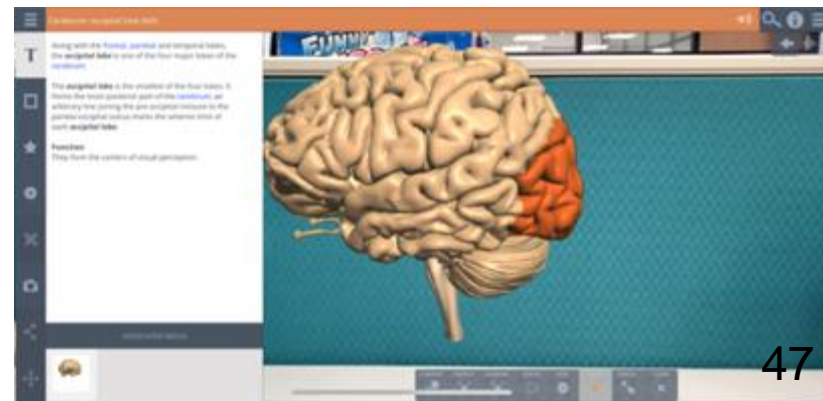 Cerebrum: occipital lobe (left)
Along with the frontal, parietal and temporal lobes,
the occipital lobe is one of the four major lobes of the
cerebrum.
The occipital lobe is the smallest of the four lobes. It
forms the most posterior part of the cerebrum; an
arbitrary line joining the pre-occipital incisure to the
parieto-occipital sulcus marks the anterior limit of
each occipital lobe.
Function
They form the centers of visual perception.
T
FUNN
47